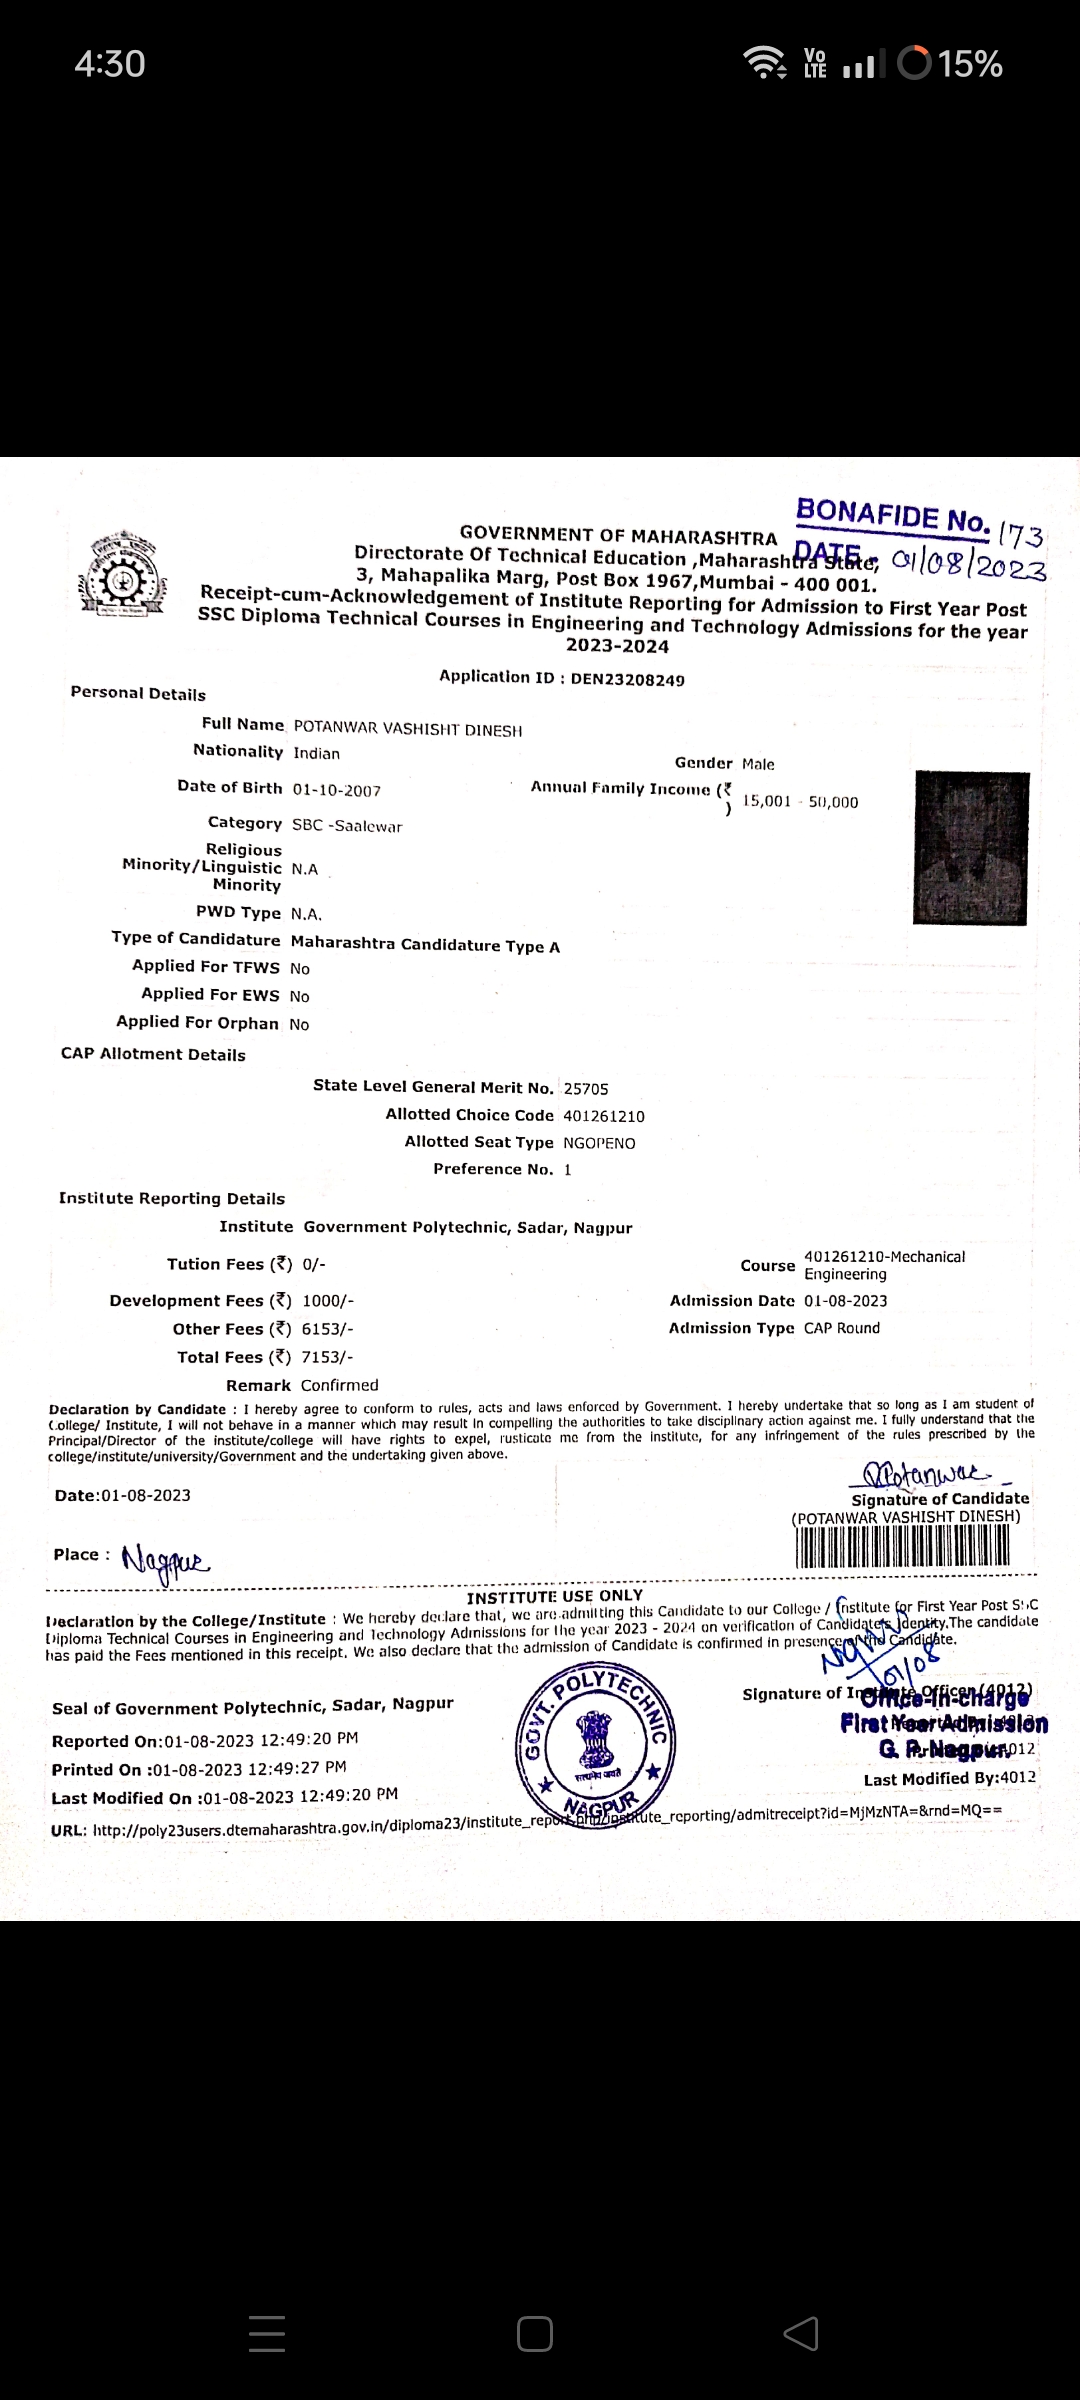 4:30
Vo LTE 15%
BONAFIDE No. 173
DATE - 01/08/2023
GOVERNMENT OF MAHARASHTRA
Directorate Of Technical Education ,Maharashtra State,
3, Mahapalika Marg, Post Box 1967,Mumbai - 400 001.
Receipt-cum-Acknowledgement of Institute Reporting for Admission to First Year Post
SSC Diploma Technical Courses in Engineering and Technology Admissions for the year
2023-2024
Application ID : DEN23208249
Personal Details
Full Name POTANWAR VASHISHT DINESH
Nationality Indian
Gender Male
Date of Birth 01-10-2007
Annual Family Income (₹
) 15,001 - 50,000
Category SBC -Saalewar
Religious
Minority/Linguistic N.A
Minority
PWD Type N.A.
Type of Candidature Maharashtra Candidature Type A
Applied For TFWS No
Applied For EWS No
Applied For Orphan No
CAP Allotment Details
State Level General Merit No. 25705
Allotted Choice Code 401261210
Allotted Seat Type NGOPENO
Preference No. 1
Institute Reporting Details
Institute Government Polytechnic, Sadar, Nagpur
Tution Fees (₹) 0/-
Course 401261210-Mechanical
Engineering
Development Fees (₹) 1000/-
Admission Date 01-08-2023
Other Fees (₹) 6153/-
Admission Type CAP Round
Total Fees (₹) 7153/-
Remark Confirmed
Declaration by Candidate : I hereby agree to conform to rules, acts and laws enforced by Government. I hereby undertake that so long as I am student of
College/ Institute, I will not behave in a manner which may result in compelling the authorities to take disciplinary action against me. I fully understand that the
Principal/Director of the institute/college will have rights to expel, rusticate me from the institute, for any infringement of the rules prescribed by the
college/institute/university/Government and the undertaking given above.
Potanwar
Date:01-08-2023
Signature of Candidate
(POTANWAR VASHISHT DINESH)
Place : Nagpur
INSTITUTE USE ONLY
Declaration by the College/Institute : We hereby declare that, we are admitting this Candidate to our College / Institute for First Year Post SSC
Diploma Technical Courses in Engineering and Technology Admissions for the year 2023 - 2024 on verification of Candidate's Identity.The candidate
has paid the Fees mentioned in this receipt. We also declare that the admission of Candidate is confirmed in presence of the Candidate.
01/08
Seal of Government Polytechnic, Sadar, Nagpur
Signature of Institute Officer (4012)
Office-in-charge
First Year Admission
G. P. Nagpur.
GOVT. POLYTECHNIC
सत्यमेव जयते
NAGPUR
Reported On:01-08-2023 12:49:20 PM
Printed On :01-08-2023 12:49:27 PM
4012
Last Modified On :01-08-2023 12:49:20 PM
Last Modified By:4012
URL: http://poly23users.dtemaharashtra.gov.in/diploma23/institute_report.php/institute_reporting/admitreceipt?id=MjMzNTA=&rnd=MQ==